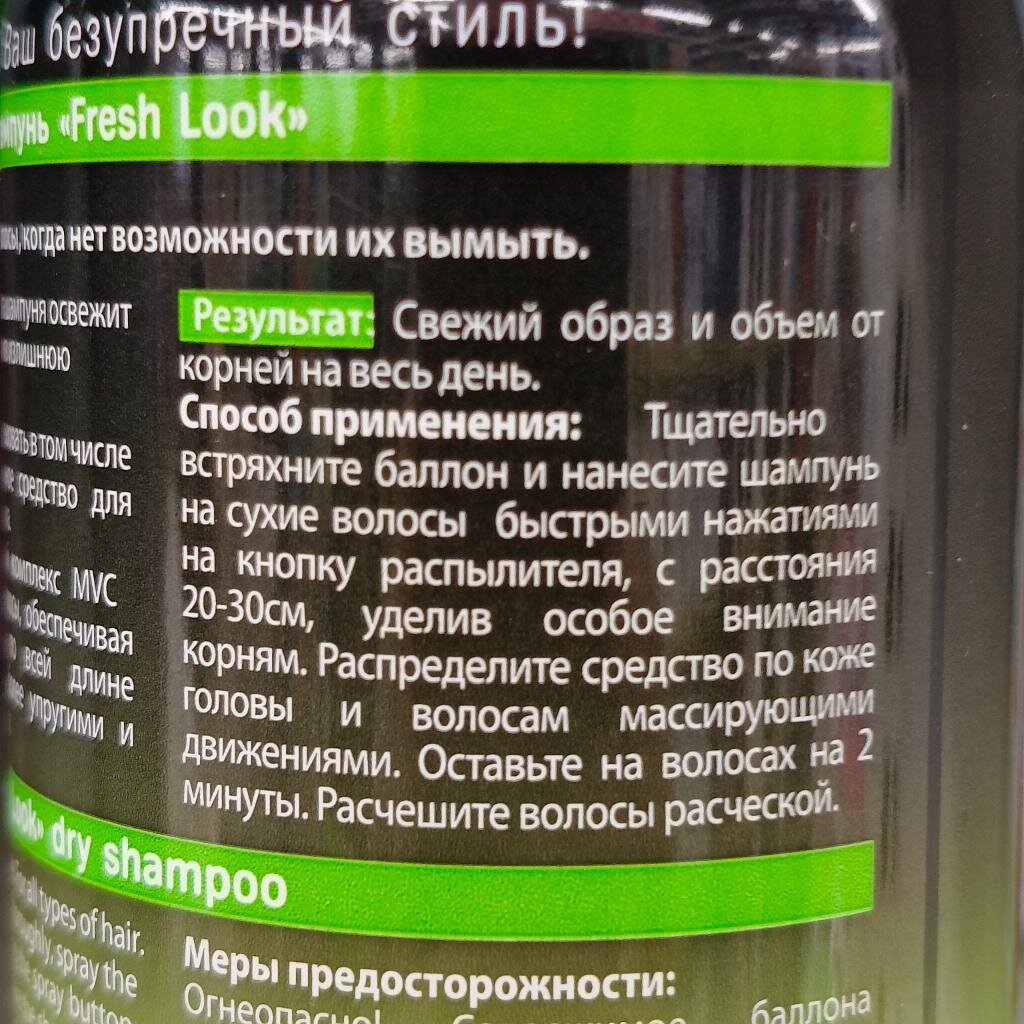 Ваш безупречный стиль!
«Fresh Look»
когда нет возможности их вымыть.
освежит
Результат: Свежий образ и объем от
корней на весь день.
Способ применения: Тщательно
встряхните баллон и нанесите шампунь
на сухие волосы быстрыми нажатиями
на кнопку распылителя, с расстояния
20-30см, уделив особое внимание
корням. Распределите средство по коже
головы и волосам массирующими
движениями. Оставьте на волосах на 2
минуты. Расчешите волосы расческой.
в том числе
средство для
MVC
обеспечивая
всей длине
упругими и
dry shampoo
all types of hair.
spray the
spray button
Меры предосторожности:
Огнеопасно! баллона